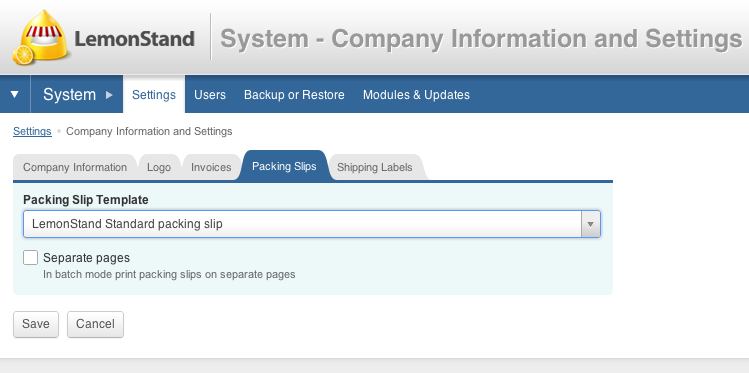 LemonStand
System - Company Information and Settings
System Settings Users Backup or Restore Modules & Updates
Settings • Company Information and Settings
Company Information Logo Invoices Packing Slips Shipping Labels
Packing Slip Template
LemonStand Standard packing slip
Separate pages
In batch mode print packing slips on separate pages
Save Cancel